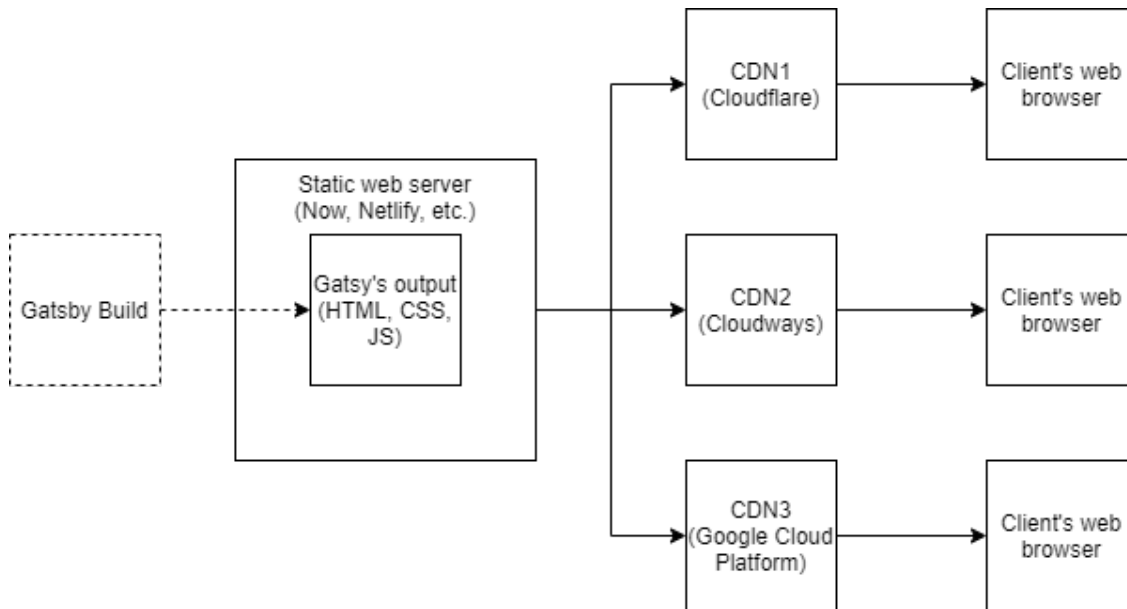 Gatsby Build
Static web server
(Now, Netlify, etc.)
Gatsy's output
(HTML, CSS,
JS)
CDN1
(Cloudflare)
Client's web
browser
CDN2
(Cloudways)
Client's web
browser
CDN3
(Google Cloud
Platform)
Client's web
browser